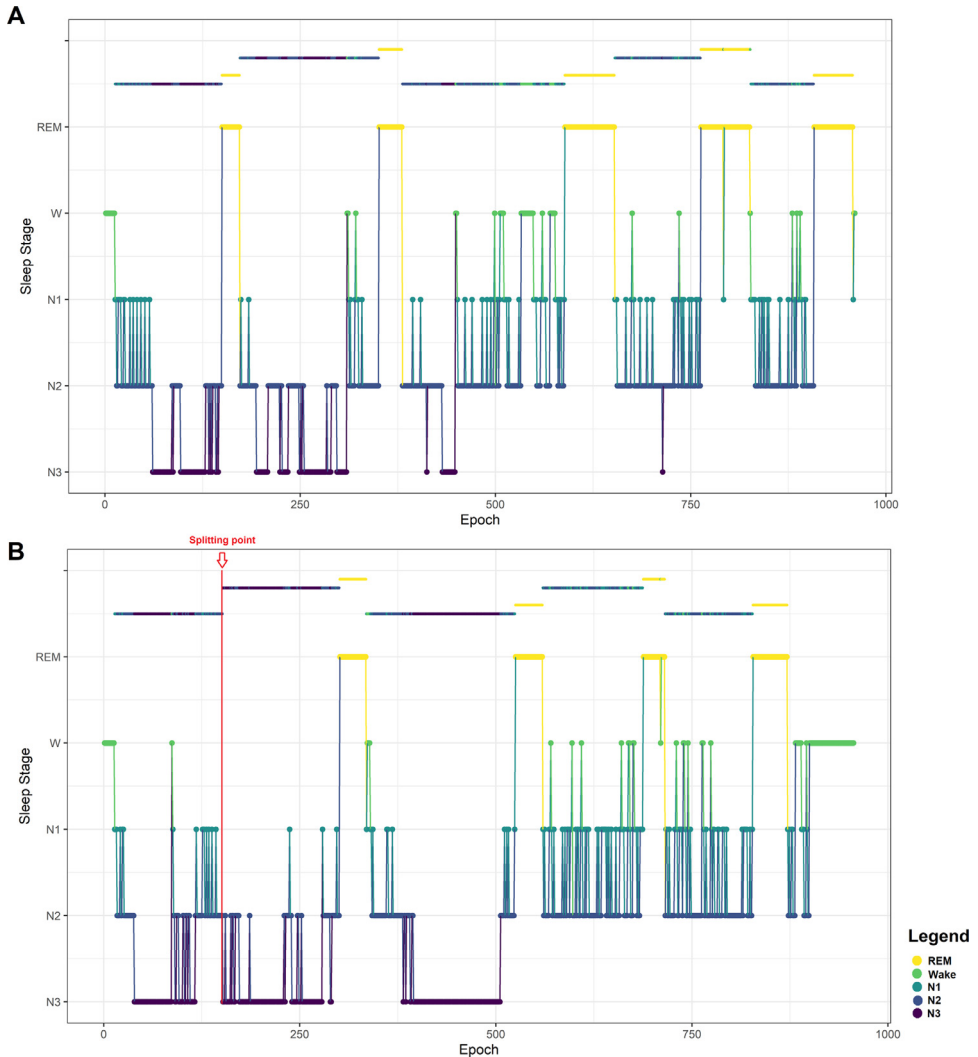 A
REM
W
N1
N2
N3
Sleep Stage
0
250
500
750
1000
Epoch
B
Splitting point
REM
W
N1
N2
N3
Sleep Stage
0
250
500
750
1000
Epoch
Legend
REM
Wake
N1
N2
N3